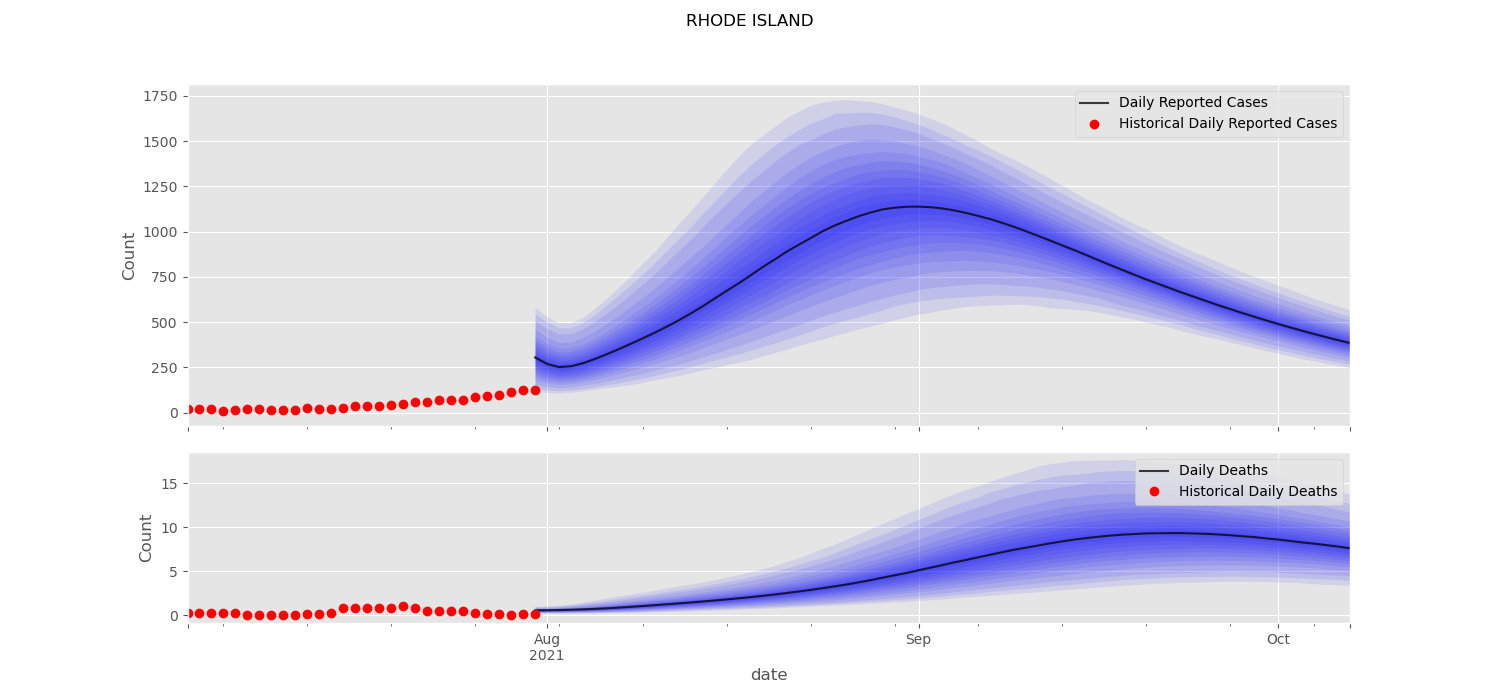 RHODE ISLAND
1750
1500
1250
1000
750
500
250
0
Count
Daily Reported Cases
Historical Daily Reported Cases
15
10
5
0
Count
Daily Deaths
Historical Daily Deaths
Aug
2021
Sep
Oct
date